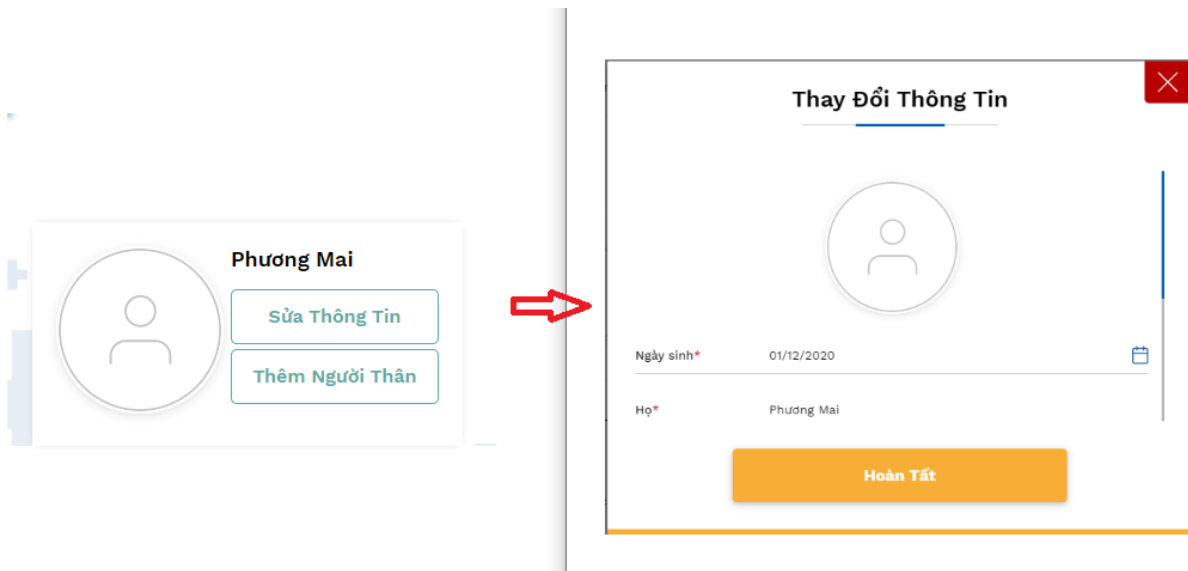 Phương Mai
Sửa Thông Tin
Thêm Người Thân
Thay Đổi Thông Tin
Ngày sinh* 01/12/2020
Họ* Phương Mai
Hoàn Tất